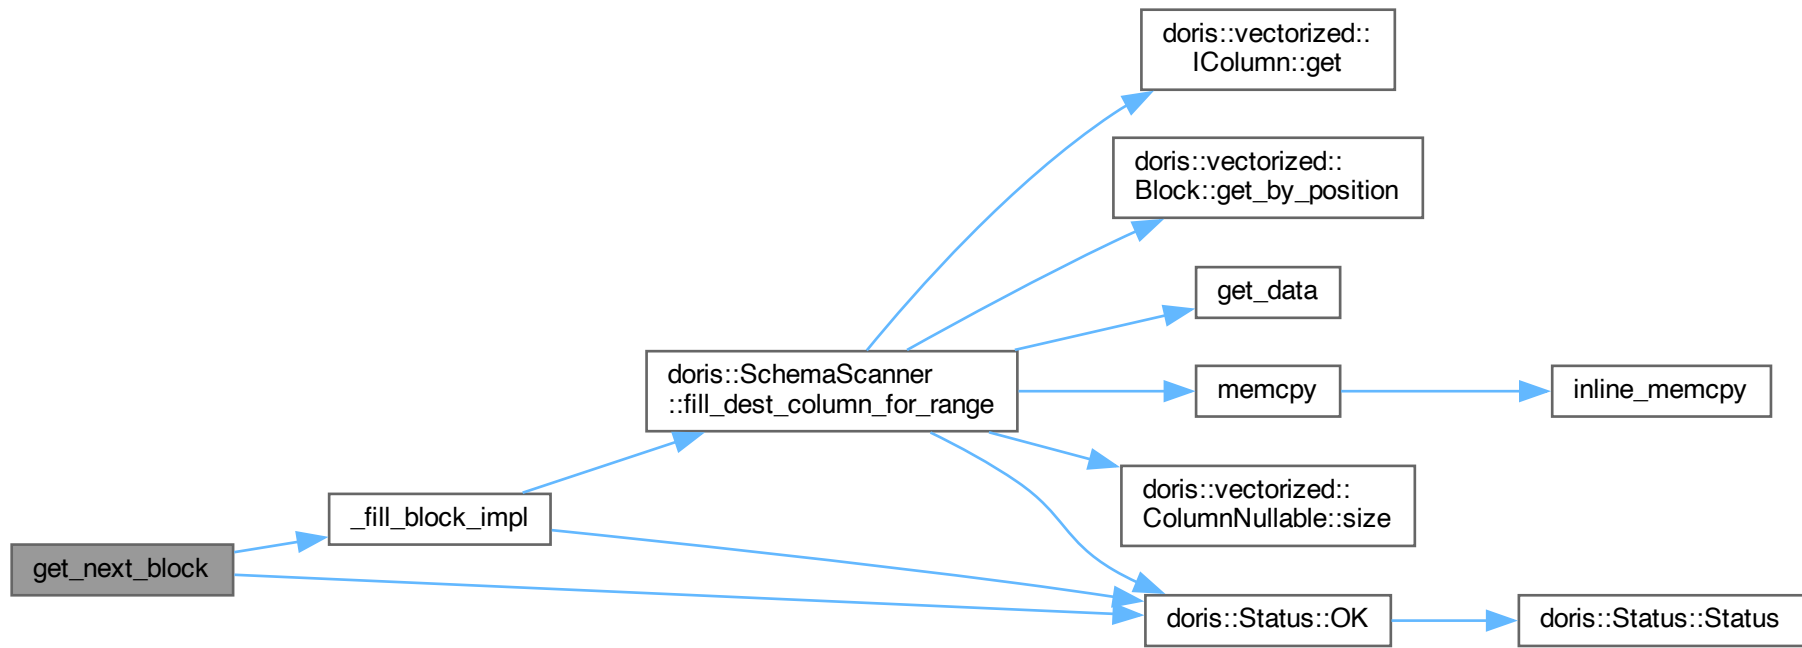 doris::vectorized::
IColumn::get
doris::vectorized::
Block::get_by_position
get_data
doris::SchemaScanner
::fill_dest_column_for_range
memcpy
inline_memcpy
doris::vectorized::
ColumnNullable::size
_fill_block_impl
get_next_block
doris::Status::OK
doris::Status::Status